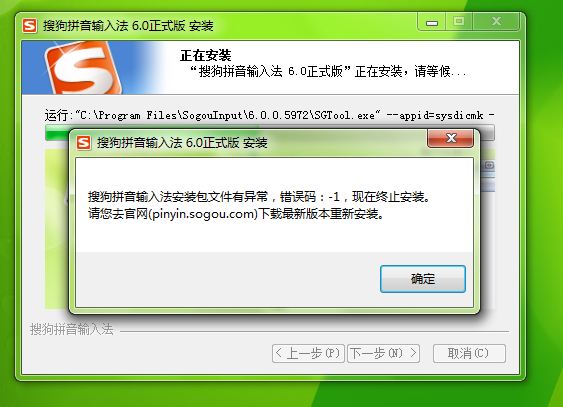 搜狗拼音输入法 6.0正式版 安装
正在安装
“搜狗拼音输入法 6.0正式版”正在安装，请等候...
运行:"C:\Program Files\SogouInput\6.0.0.5972\SGTool.exe" --appid=sysdicmk -
搜狗拼音输入法 6.0正式版 安装
搜狗拼音输入法安装包文件有异常，错误码：-1，现在终止安装。
请您去官网(pinyin.sogou.com)下载最新版本重新安装。
确定
搜狗拼音输入法
< 上一步(P) 下一步(N) > 取消(C)